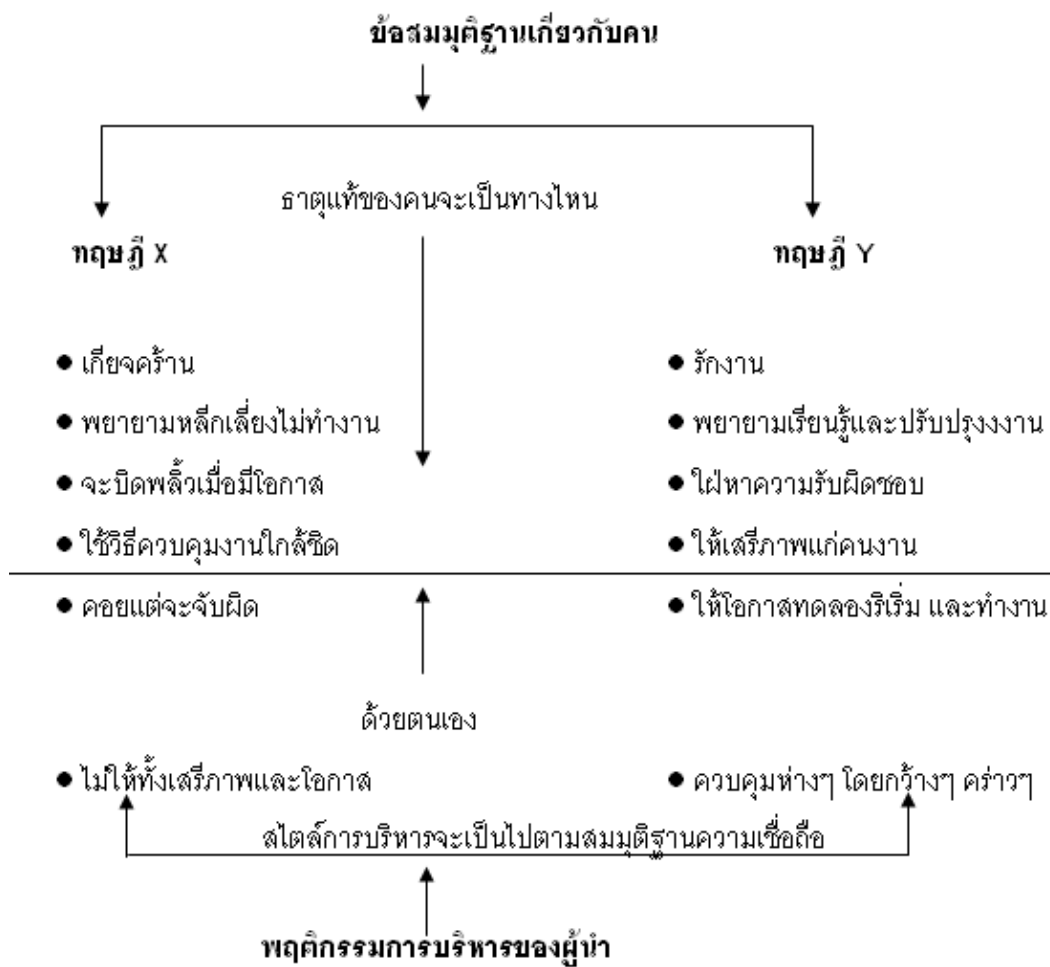 ข้อสมมุติฐานเกี่ยวกับคน
ธาตุแท้ของคนจะเป็นทางไหน
ทฤษฎี X
ทฤษฎี Y
● เกียจคร้าน
● รักงาน
● พยายามหลีกเลี่ยงไม่ทำงาน
● พยายามเรียนรู้และปรับปรุงงงาน
● จะบิดพลิ้วเมื่อมีโอกาส
● ใฝ่หาความรับผิดชอบ
● ใช้วิธีควบคุมงานใกล้ชิด
● ให้เสรีภาพแก่คนงาน
● คอยแต่จะจับผิด
● ให้โอกาสทดลองริเริ่ม และทำงาน
ด้วยตนเอง
● ไม่ให้ทั้งเสรีภาพและโอกาส
● ควบคุมห่างๆ โดยกว้างๆ คร่าวๆ
สไตล์การบริหารจะเป็นไปตามสมมุติฐานความเชื่อถือ
พฤติกรรมการบริหารของผู้นำ